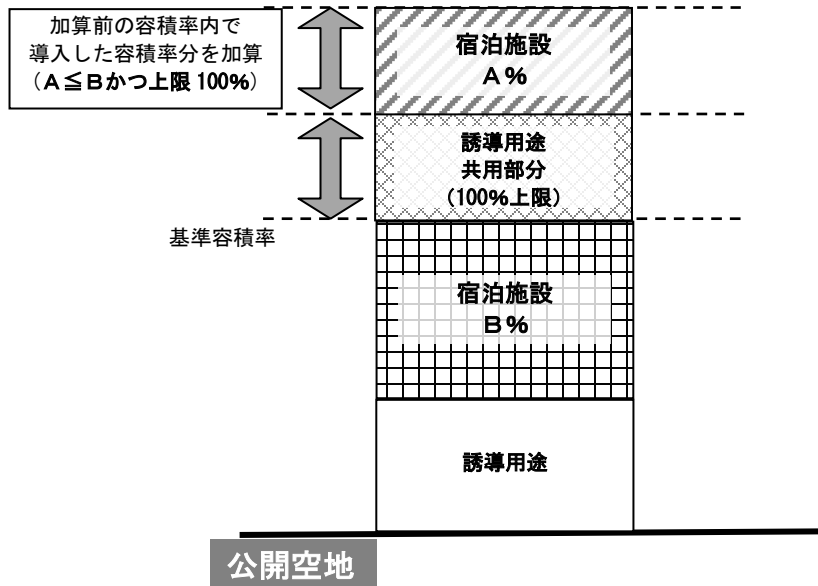 加算前の容積率内で
導入した容積率分を加算
（Ａ≦Ｂかつ上限 100%）
宿泊施設
Ａ％
誘導用途
共用部分
(100%上限)
基準容積率
宿泊施設
Ｂ％
誘導用途
公開空地